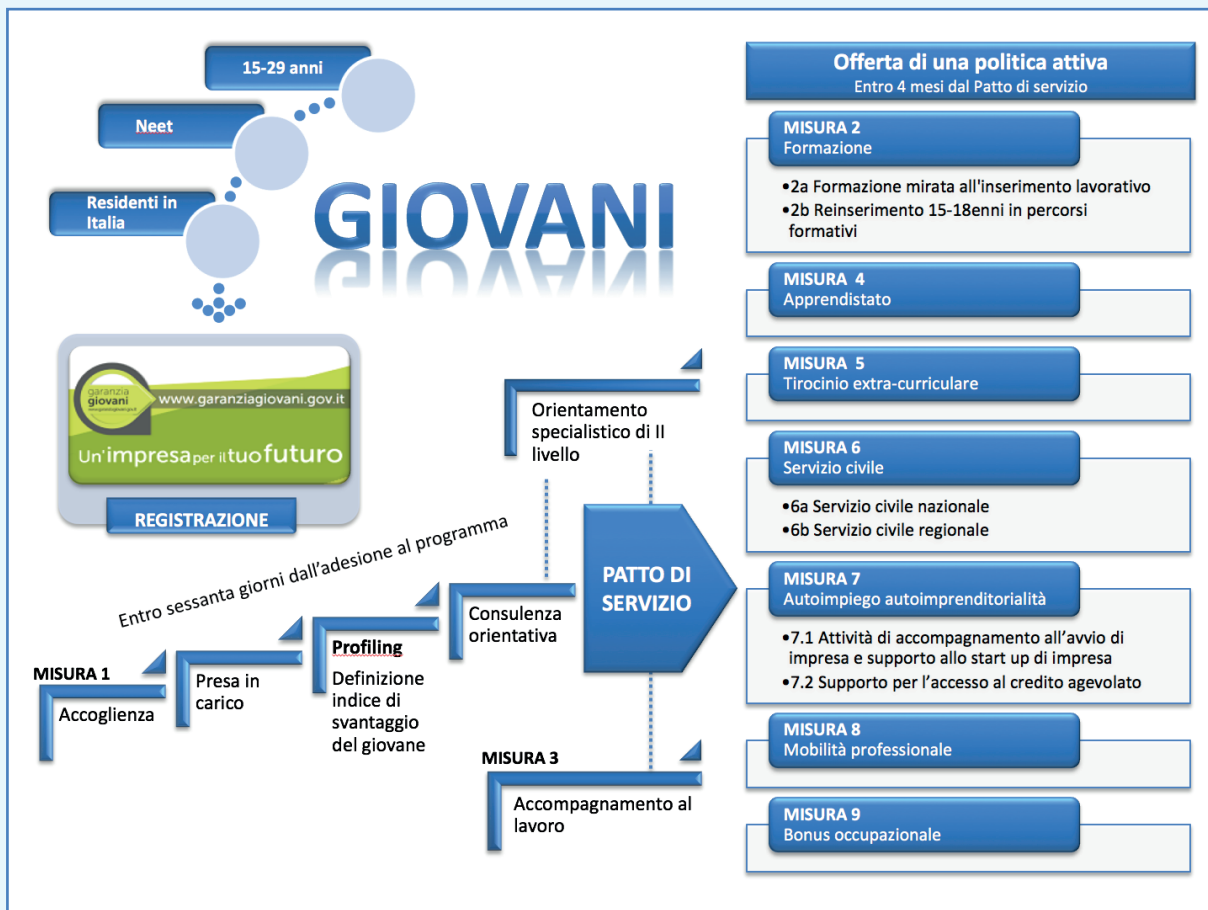 15-29 anni
Neet
Residenti in
Italia
GIOVANI
garanzia
giovani
www.garanziagiovani.gov.it
www.garanziagiovani.gov.it
Un'impresa per il tuo futuro
REGISTRAZIONE
Entro sessanta giorni dall'adesione al programma
MISURA 1
Accoglienza
Presa in
carico
Profiling
Definizione
indice di
svantaggio
del giovane
Consulenza
orientativa
Orientamento
specialistico di II
livello
PATTO DI
SERVIZIO
MISURA 3
Accompagnamento al
lavoro
Offerta di una politica attiva
Entro 4 mesi dal Patto di servizio
MISURA 2
Formazione
•2a Formazione mirata all'inserimento lavorativo
•2b Reinserimento 15-18enni in percorsi
formativi
MISURA 4
Apprendistato
MISURA 5
Tirocinio extra-curriculare
MISURA 6
Servizio civile
•6a Servizio civile nazionale
•6b Servizio civile regionale
MISURA 7
Autoimpiego autoimprenditorialità
•7.1 Attività di accompagnamento all'avvio di
impresa e supporto allo start up di impresa
•7.2 Supporto per l'accesso al credito agevolato
MISURA 8
Mobilità professionale
MISURA 9
Bonus occupazionale